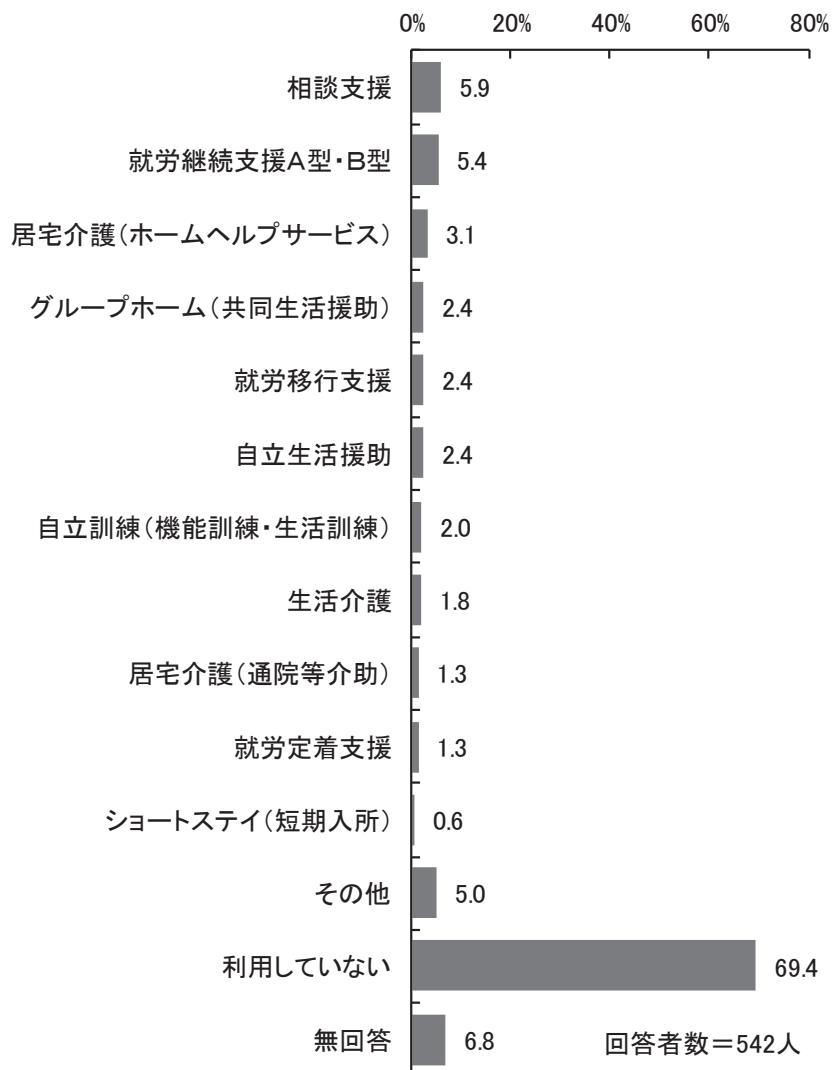 0% 20% 40% 60% 80%
相談支援 5.9
就労継続支援A型・B型 5.4
居宅介護(ホームヘルプサービス) 3.1
グループホーム(共同生活援助) 2.4
就労移行支援 2.4
自立生活援助 2.4
自立訓練(機能訓練・生活訓練) 2.0
生活介護 1.8
居宅介護(通院等介助) 1.3
就労定着支援 1.3
ショートステイ(短期入所) 0.6
その他 5.0
利用していない 69.4
無回答 6.8 回答者数=542人